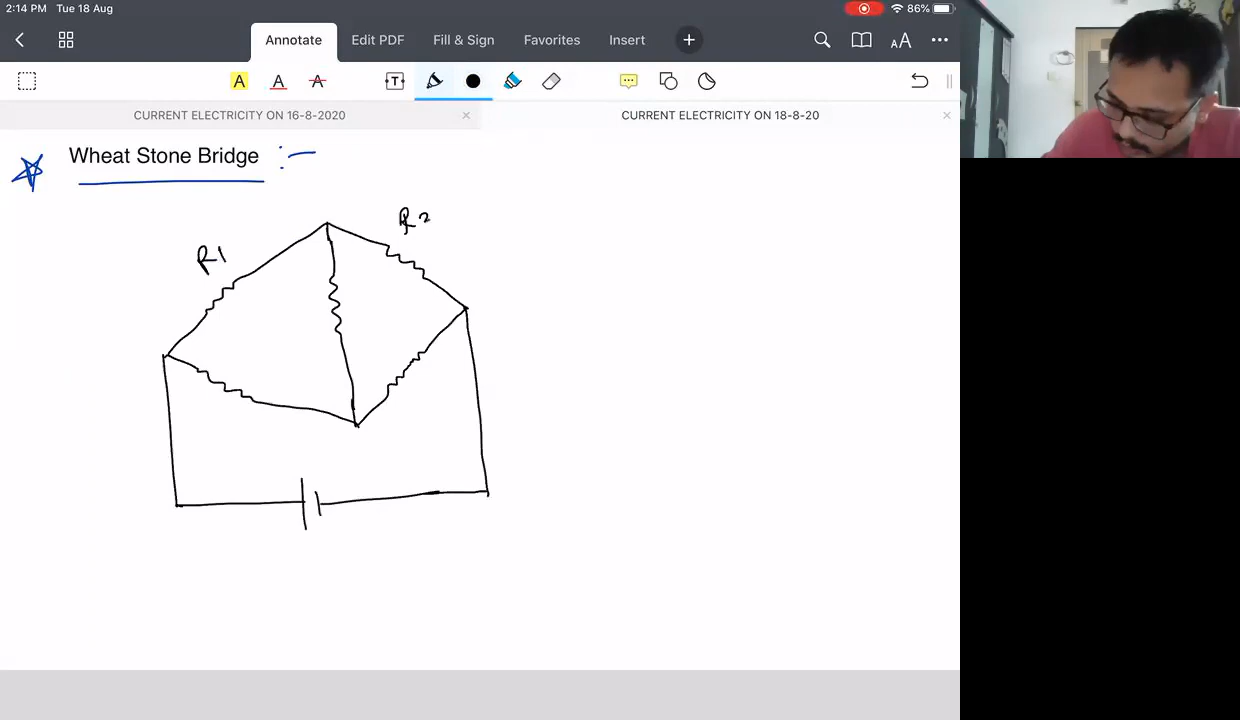 2:14 PM Tue 18 Aug 86%
Annotate Edit PDF Fill & Sign Favorites Insert
A A A T AA
CURRENT ELECTRICITY ON 16-8-2020 CURRENT ELECTRICITY ON 18-8-20
Wheat Stone Bridge :-
R2
R1